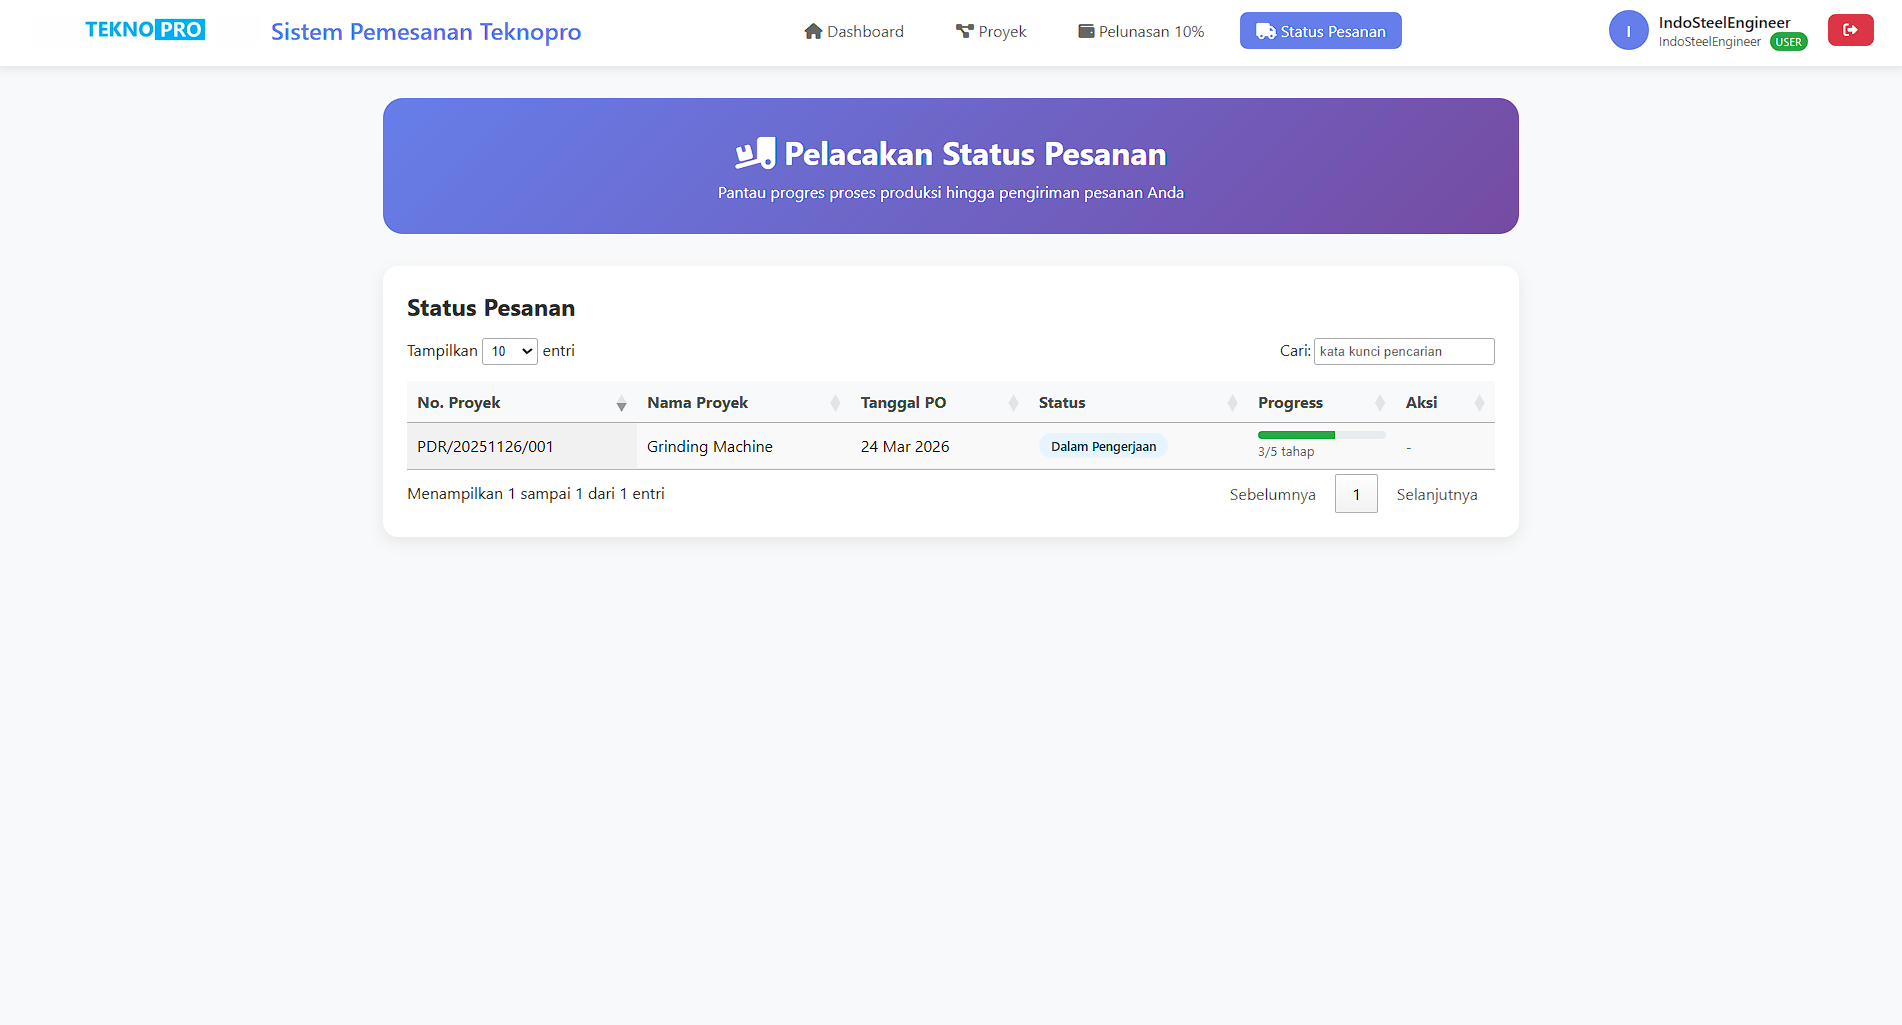 TEKNOPRO
Sistem Pemesanan Teknopro
Dashboard
Proyek
Pelunasan 10%
Status Pesanan
I
IndoSteelEngineer
IndoSteelEngineer USER
Pelacakan Status Pesanan
Pantau progres proses produksi hingga pengiriman pesanan Anda
Status Pesanan
Tampilkan 10 entri
Cari: kata kunci pencarian
No. Proyek Nama Proyek Tanggal PO Status Progress Aksi
PDR/20251126/001 Grinding Machine 24 Mar 2026 Dalam Pengerjaan 3/5 tahap -
Menampilkan 1 sampai 1 dari 1 entri
Sebelumnya 1 Selanjutnya